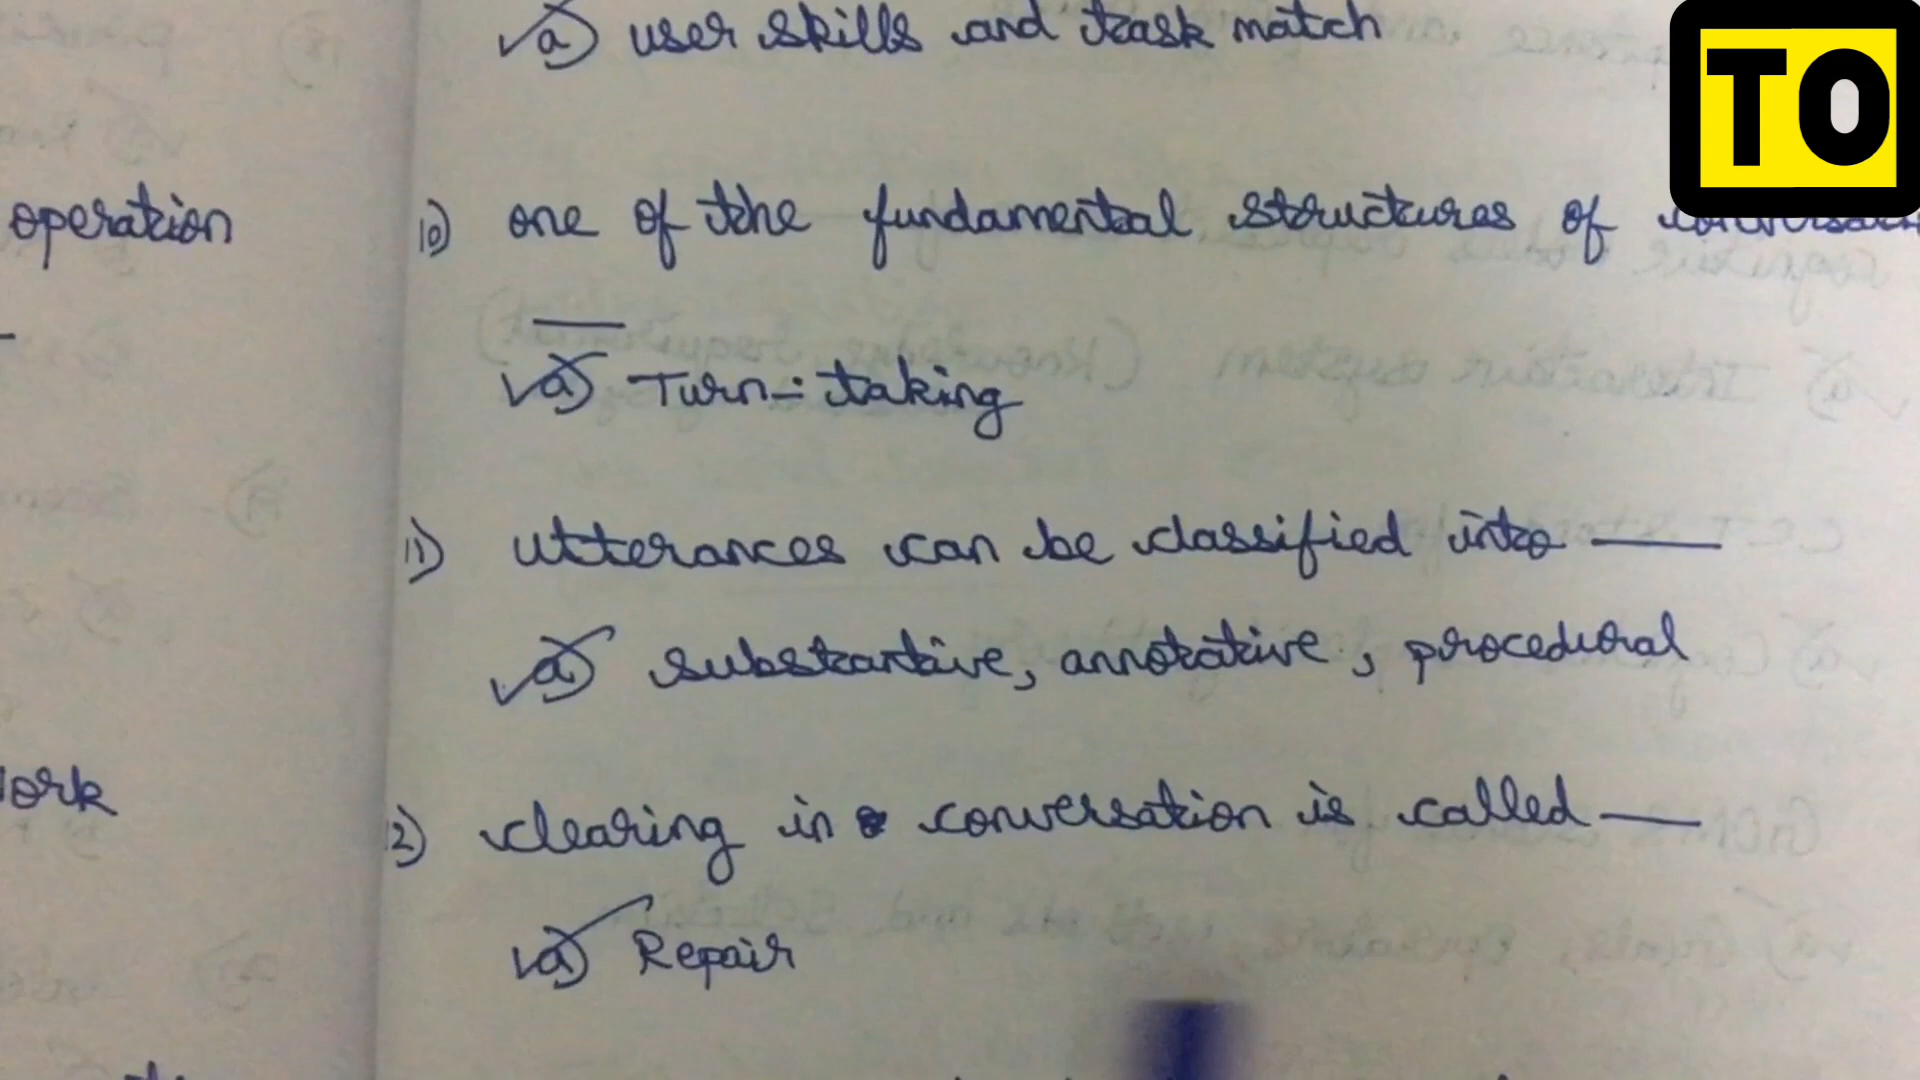 a) user skills and task match
TO
operation
10) one of the fundamental structures of
a) Turn-taking
11) utterances can be classified into —
a) substantive, annotative, procedural
12) clearing in conversation is called —
a) Repair